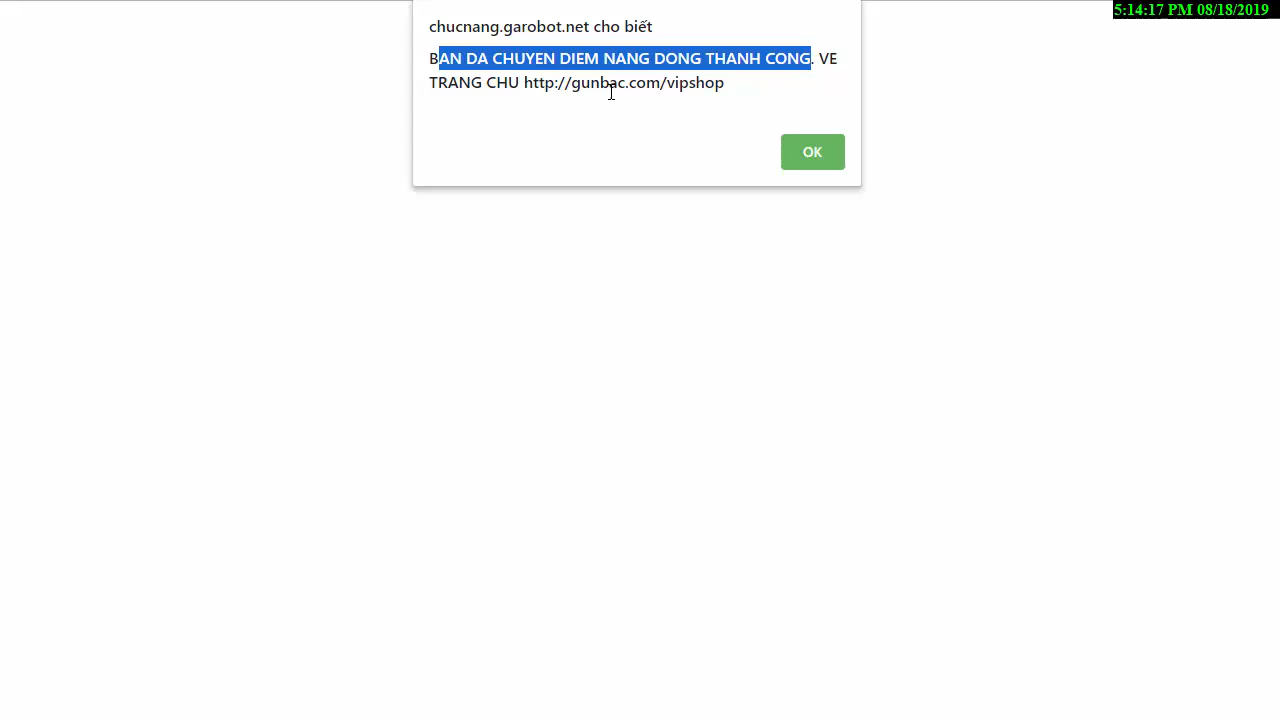 5:14:17 PM 08/18/2019
chucnang.garobot.net cho biết
BAN DA CHUYEN DIEM NANG DONG THANH CONG. VE
TRANG CHU http://gunbac.com/vipshop
OK